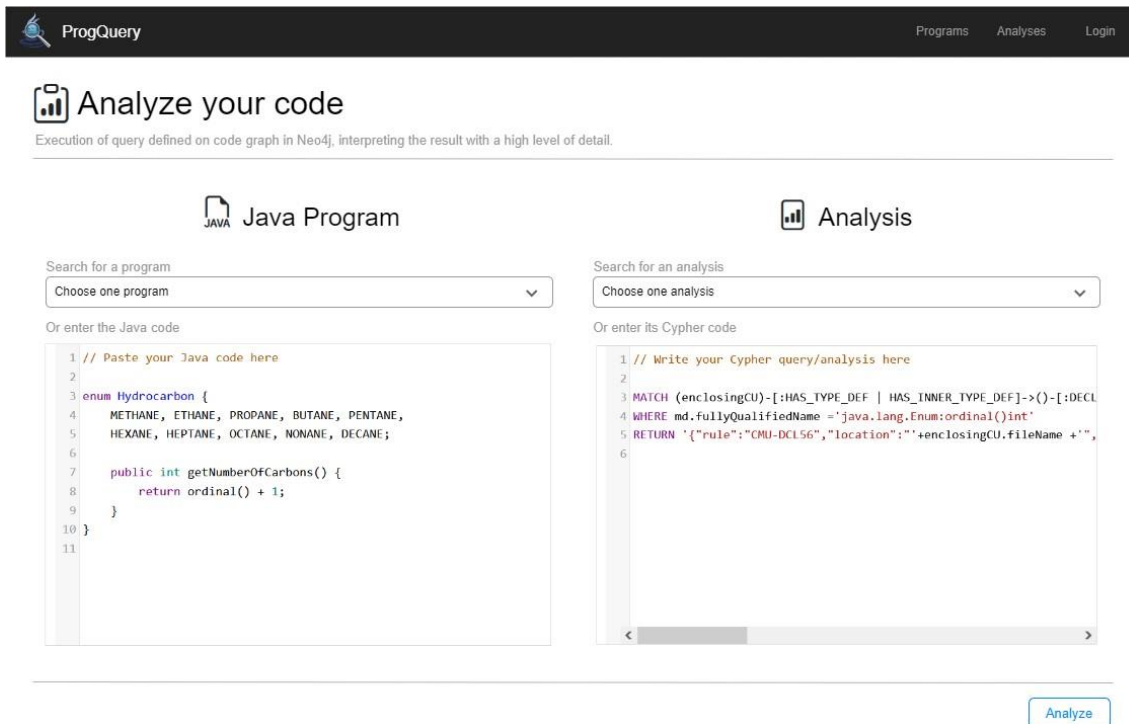 ProgQuery
Programs Analyses Login
Analyze your code
Execution of query defined on code graph in Neo4j, interpreting the result with a high level of detail.
JAVA Java Program
Search for a program
Choose one program
Or enter the Java code
1 // Paste your Java code here
2
3 enum Hydrocarbon {
4     METHANE, ETHANE, PROPANE, BUTANE, PENTANE,
5     HEXANE, HEPTANE, OCTANE, NONANE, DECANE;
6
7     public int getNumberOfCarbons() {
8         return ordinal() + 1;
9     }
10 }
11
Analysis
Search for an analysis
Choose one analysis
Or enter its Cypher code
1 // Write your Cypher query/analysis here
2
3 MATCH (enclosingCU)-[:HAS_TYPE_DEF | HAS_INNER_TYPE_DEF]->()-[:DECL
4 WHERE md.fullyQualifiedName ='java.lang.Enum:ordinal()int'
5 RETURN '{"rule":"CMU-DCL56","location":"'+enclosingCU.fileName +'",
6
Analyze